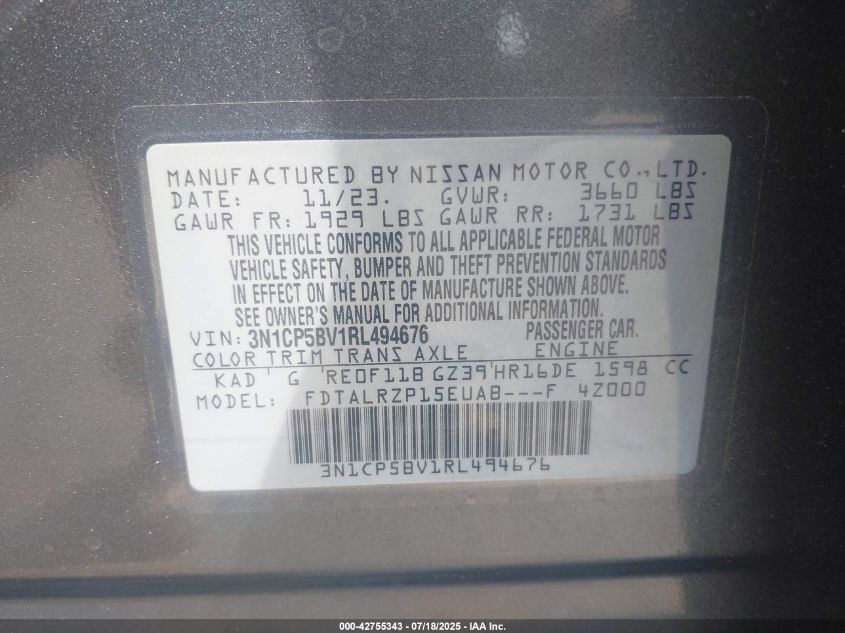 MANUFACTURED BY NISSAN MOTOR CO.,LTD.
DATE: 11/23. GVWR: 3660 LBS
GAWR FR: 1929 LBS GAWR RR: 1731 LBS
THIS VEHICLE CONFORMS TO ALL APPLICABLE FEDERAL MOTOR
VEHICLE SAFETY, BUMPER AND THEFT PREVENTION STANDARDS
IN EFFECT ON THE DATE OF MANUFACTURE SHOWN ABOVE.
SEE OWNER'S MANUAL FOR ADDITIONAL INFORMATION.
VIN: 3N1CP5BV1RL494676 PASSENGER CAR.
COLOR TRIM TRANS AXLE ENGINE
KAD G RE0F11B GZ39 HR16DE 1598 CC
MODEL: FDTALRZP15EUAB---F 4Z000
3N1CP5BV1RL494676
000-42755343 - 07/18/2025 - IAA Inc.